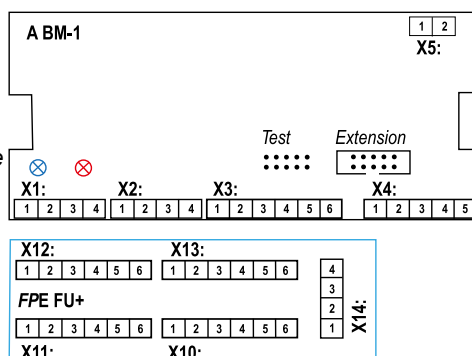 A BM-1
1 2
X5:
Test Extension
e
X1: X2: X3: X4:
1 2 3 4 1 2 3 4 1 2 3 4 5 6 1 2 3 4 5
X12: X13:
1 2 3 4 5 6 1 2 3 4 5 6
4
3
2
1
X14:
FPE FU+
1 2 3 4 5 6 1 2 3 4 5 6
X11: X10: